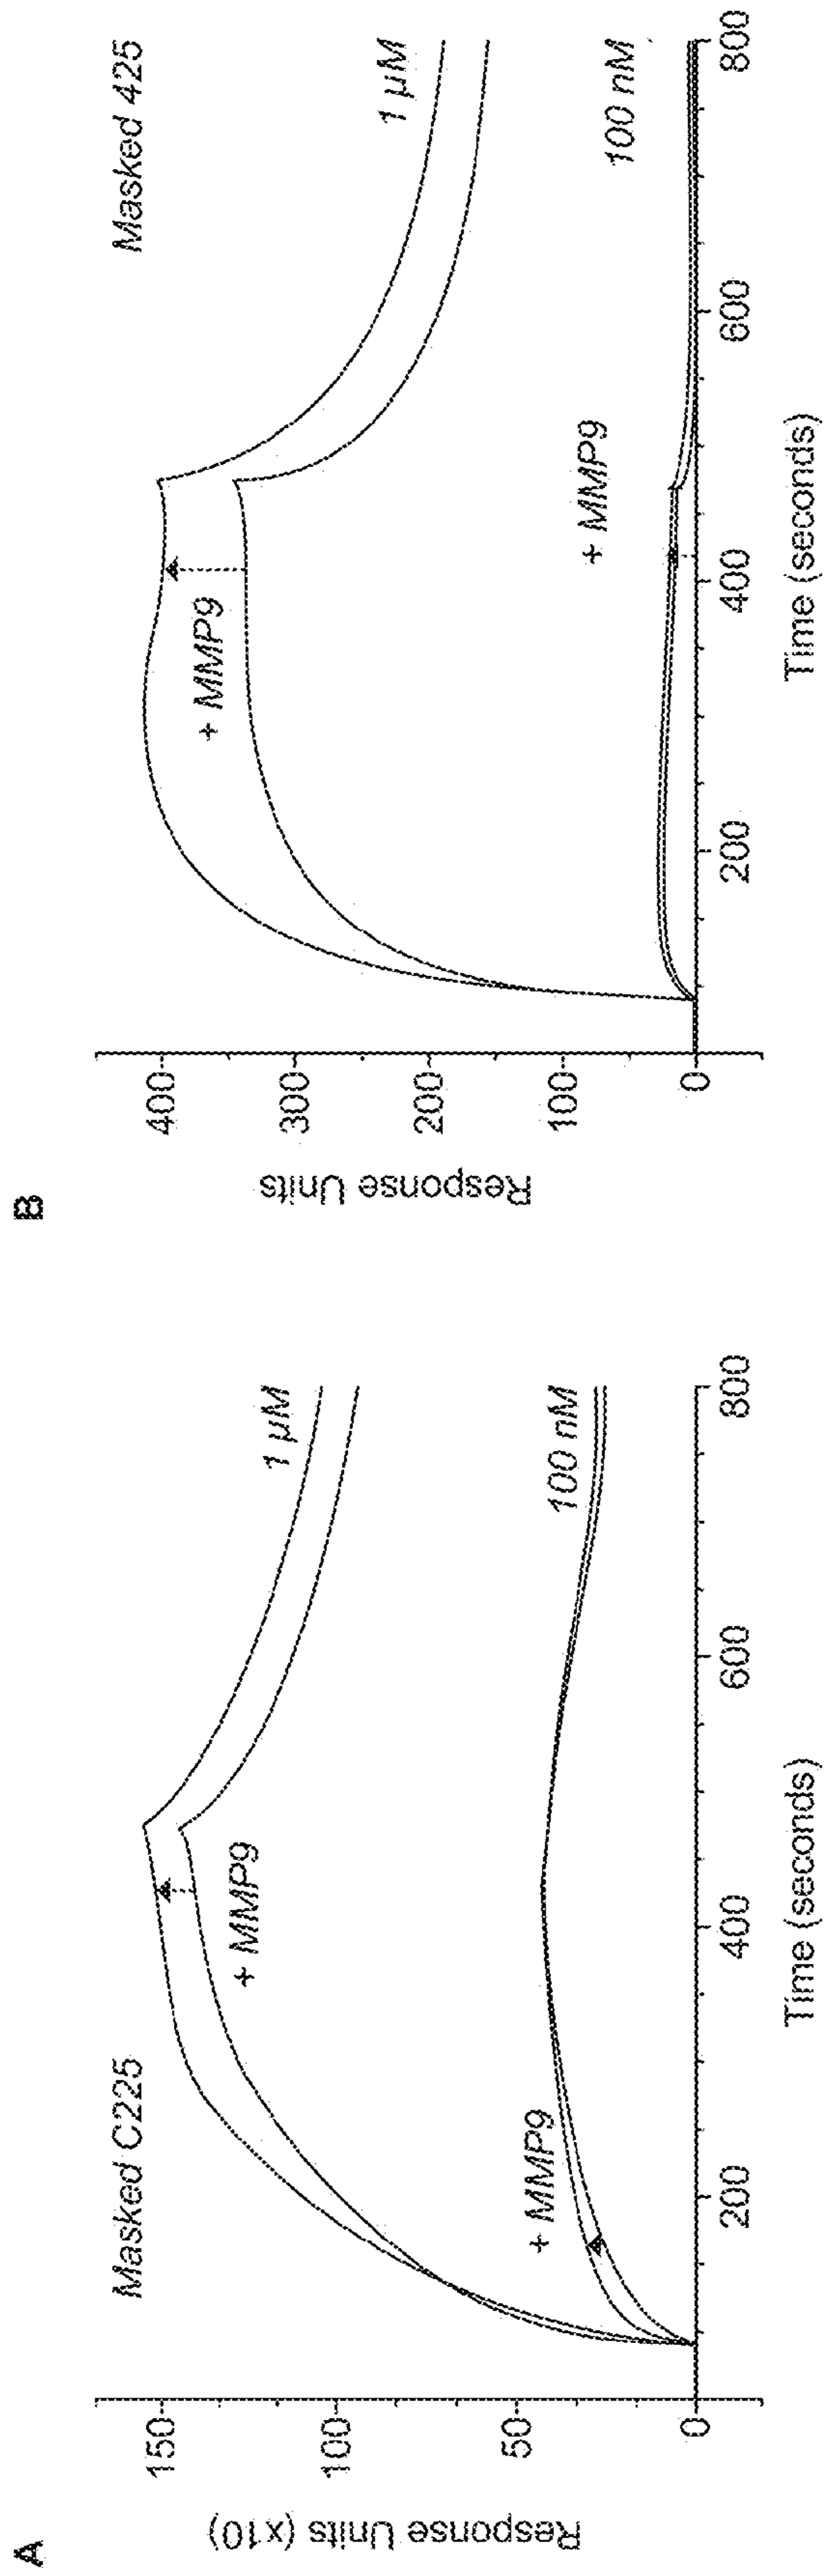 A
Masked C225
Response Units (x10)
150
100
50
0
1 µM
+ MMP9
+ MMP9
100 nM
200
400
600
800
Time (seconds)
B
Masked 425
Response Units
400
300
200
100
0
1 µM
+ MMP9
+ MMP9
100 nM
200
400
600
800
Time (seconds)